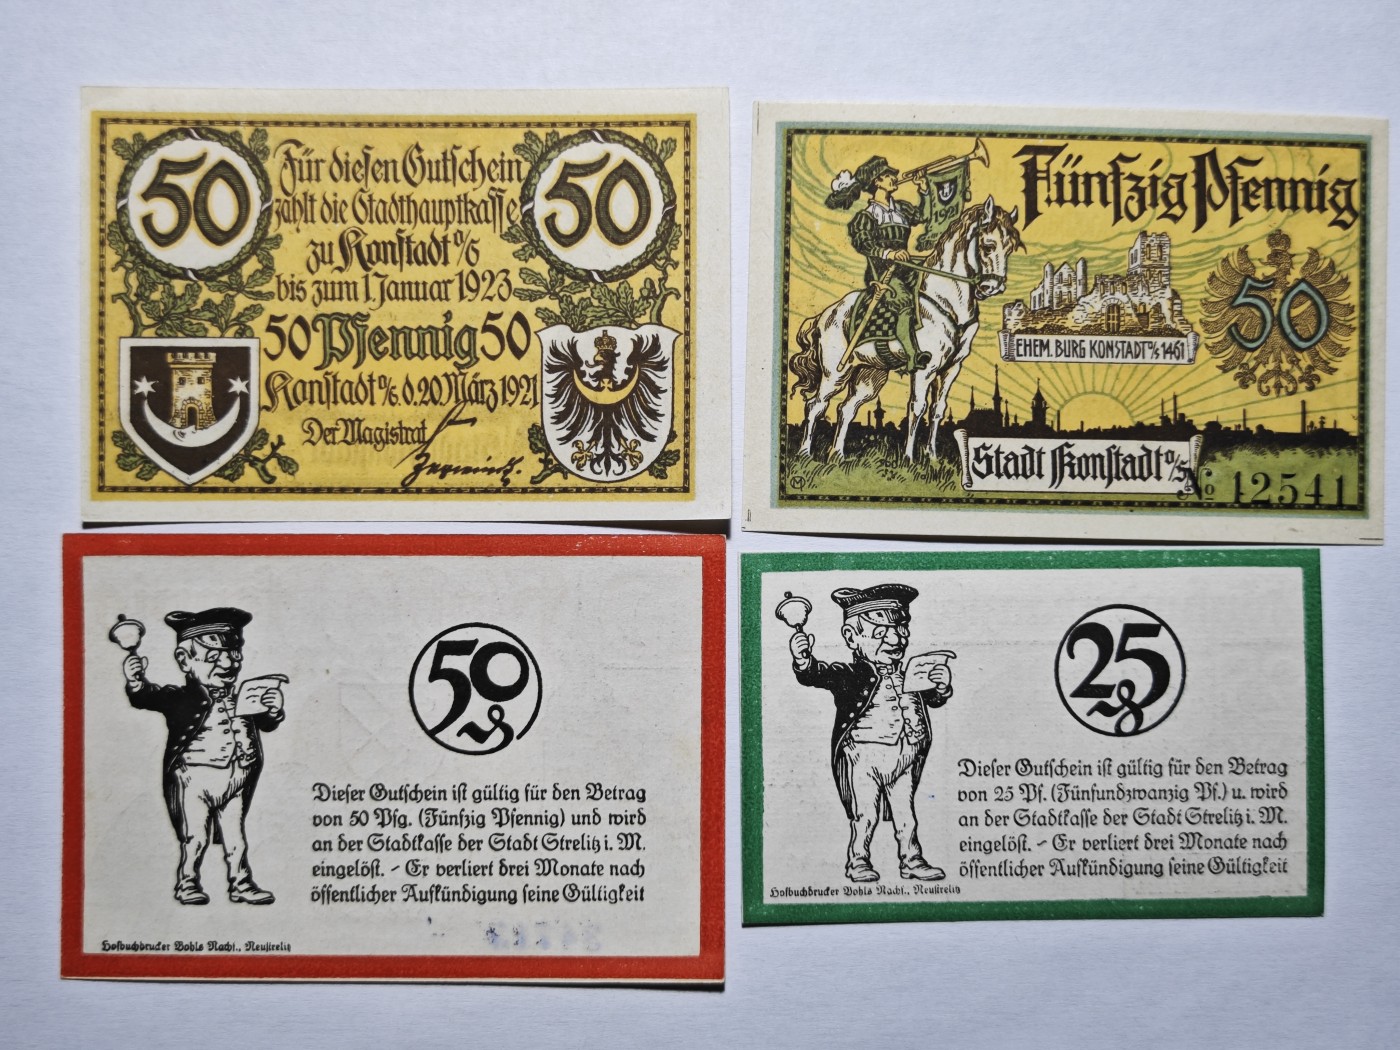 50
50
Für diesen Gutschein
zahlt die Stadthauptkasse
zu Konstadt O/S
bis zum 1. Januar 1923
50 Pfennig 50
Konstadt O/S. d. 20. März 1921
Der Magistrat
Fünfzig Pfennig
1921
50
EHEM. BURG KONSTADT O/S 1461
Stadt Konstadt O/S
M
No 12541
50
Dieser Gutschein ist gültig für den Betrag
von 50 Pfg. (Fünfzig Pfennig) und wird
an der Stadtkasse der Stadt Strelitz i. M.
eingelöst. - Er verliert drei Monate nach
öffentlicher Aufkündigung seine Gültigkeit
Hofbuchdrucker Bohls Nachf., Neustrelitz
25
Dieser Gutschein ist gültig für den Betrag
von 25 Pf. (Fünfundzwanzig Pf.) u. wird
an der Stadtkasse der Stadt Strelitz i. M.
eingelöst. - Er verliert drei Monate nach
öffentlicher Aufkündigung seine Gültigkeit
Hofbuchdrucker Bohls Nachf., Neustrelitz